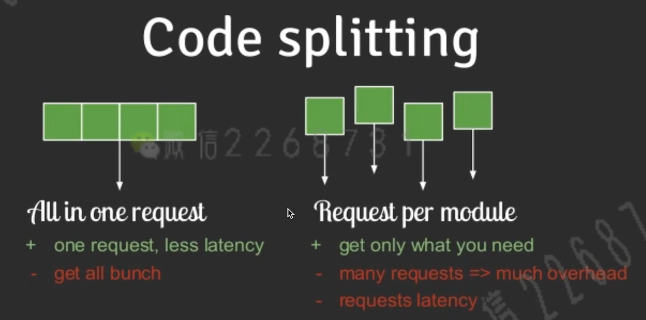 Code splitting
微信22687317
All in one request
+ one request, less latency
- get all bunch
Request per module
+ get only what you need
- many requests => much overhead
- requests latency
信22687